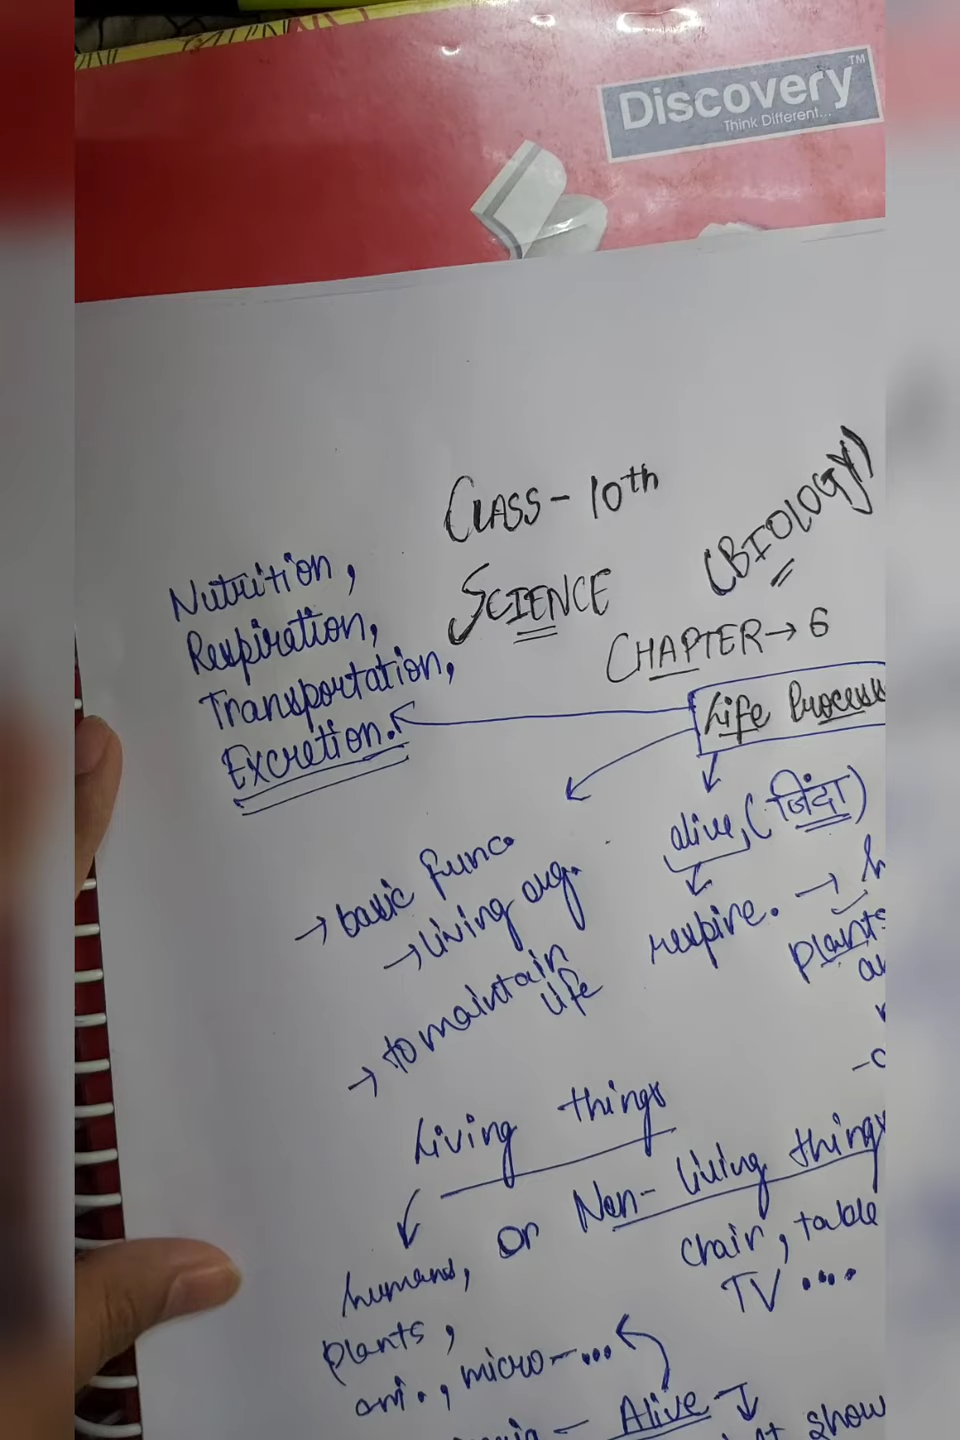 Discovery™
Think Different...
CLASS - 10th
SCIENCE (BIOLOGY)
CHAPTER → 6
Life Process
Nutrition,
Respiration,
Transportation,
Excretion.
→ basic func.
→ living org.
→ to maintain
life
alive, (जिंदा)
respire. → h
plants
-
Living things
or Non-living things
humans,
plants,
ani., micro-...
chair, table
TV ....
Alive
show